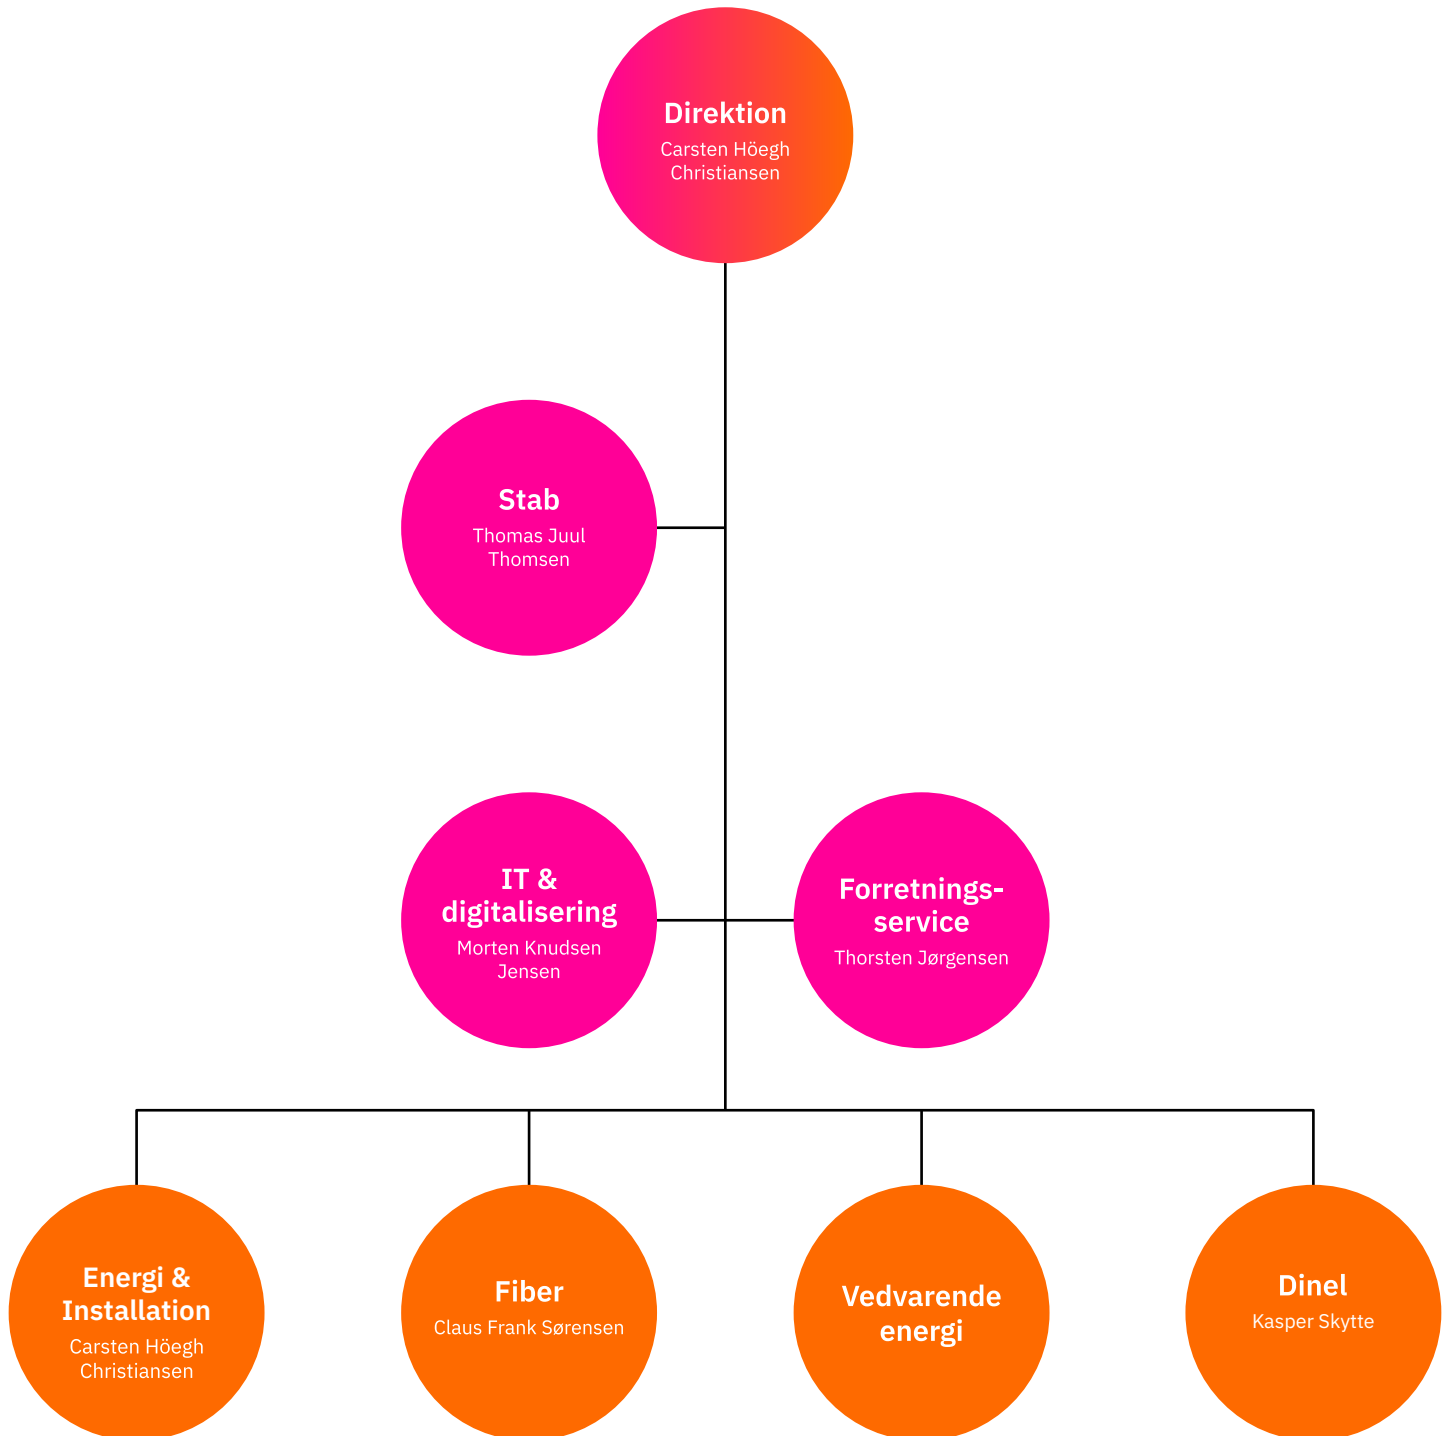 Direktion
Carsten Höegh
Christiansen
Stab
Thomas Juul
Thomsen
IT &
digitalisering
Morten Knudsen
Jensen
Forretnings-
service
Thorsten Jørgensen
Energi &
Installation
Carsten Höegh
Christiansen
Fiber
Claus Frank Sørensen
Vedvarende
energi
Dinel
Kasper Skytte